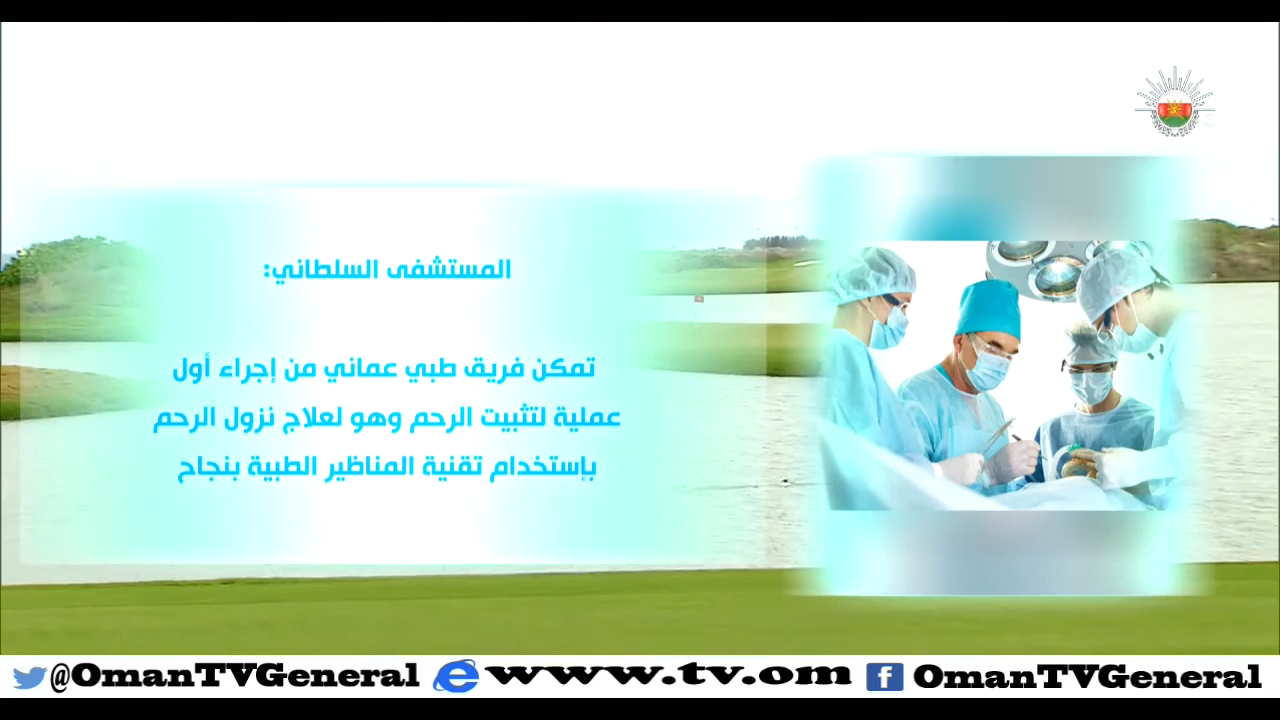 المستشفى السلطاني:
تمكن فريق طبي عماني من إجراء أول
عملية لتثبيت الرحم وهو لعلاج نزول الرحم
بإستخدام تقنية المناظير الطبية بنجاح
@OmanTVGeneral www.tv.om OmanTVGeneral